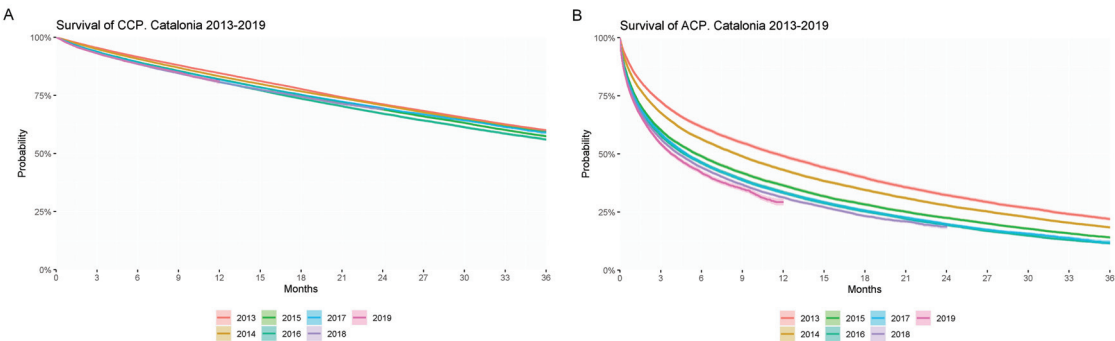 A
Survival of CCP. Catalonia 2013-2019
100%
75%
50%
25%
0%
Probability
0 3 6 9 12 15 18 21 24 27 30 33 36
Months
2013 2015 2017 2019
2014 2016 2018
B
Survival of ACP. Catalonia 2013-2019
100%
75%
50%
25%
0%
Probability
0 3 6 9 12 15 18 21 24 27 30 33 36
Months
2013 2015 2017 2019
2014 2016 2018